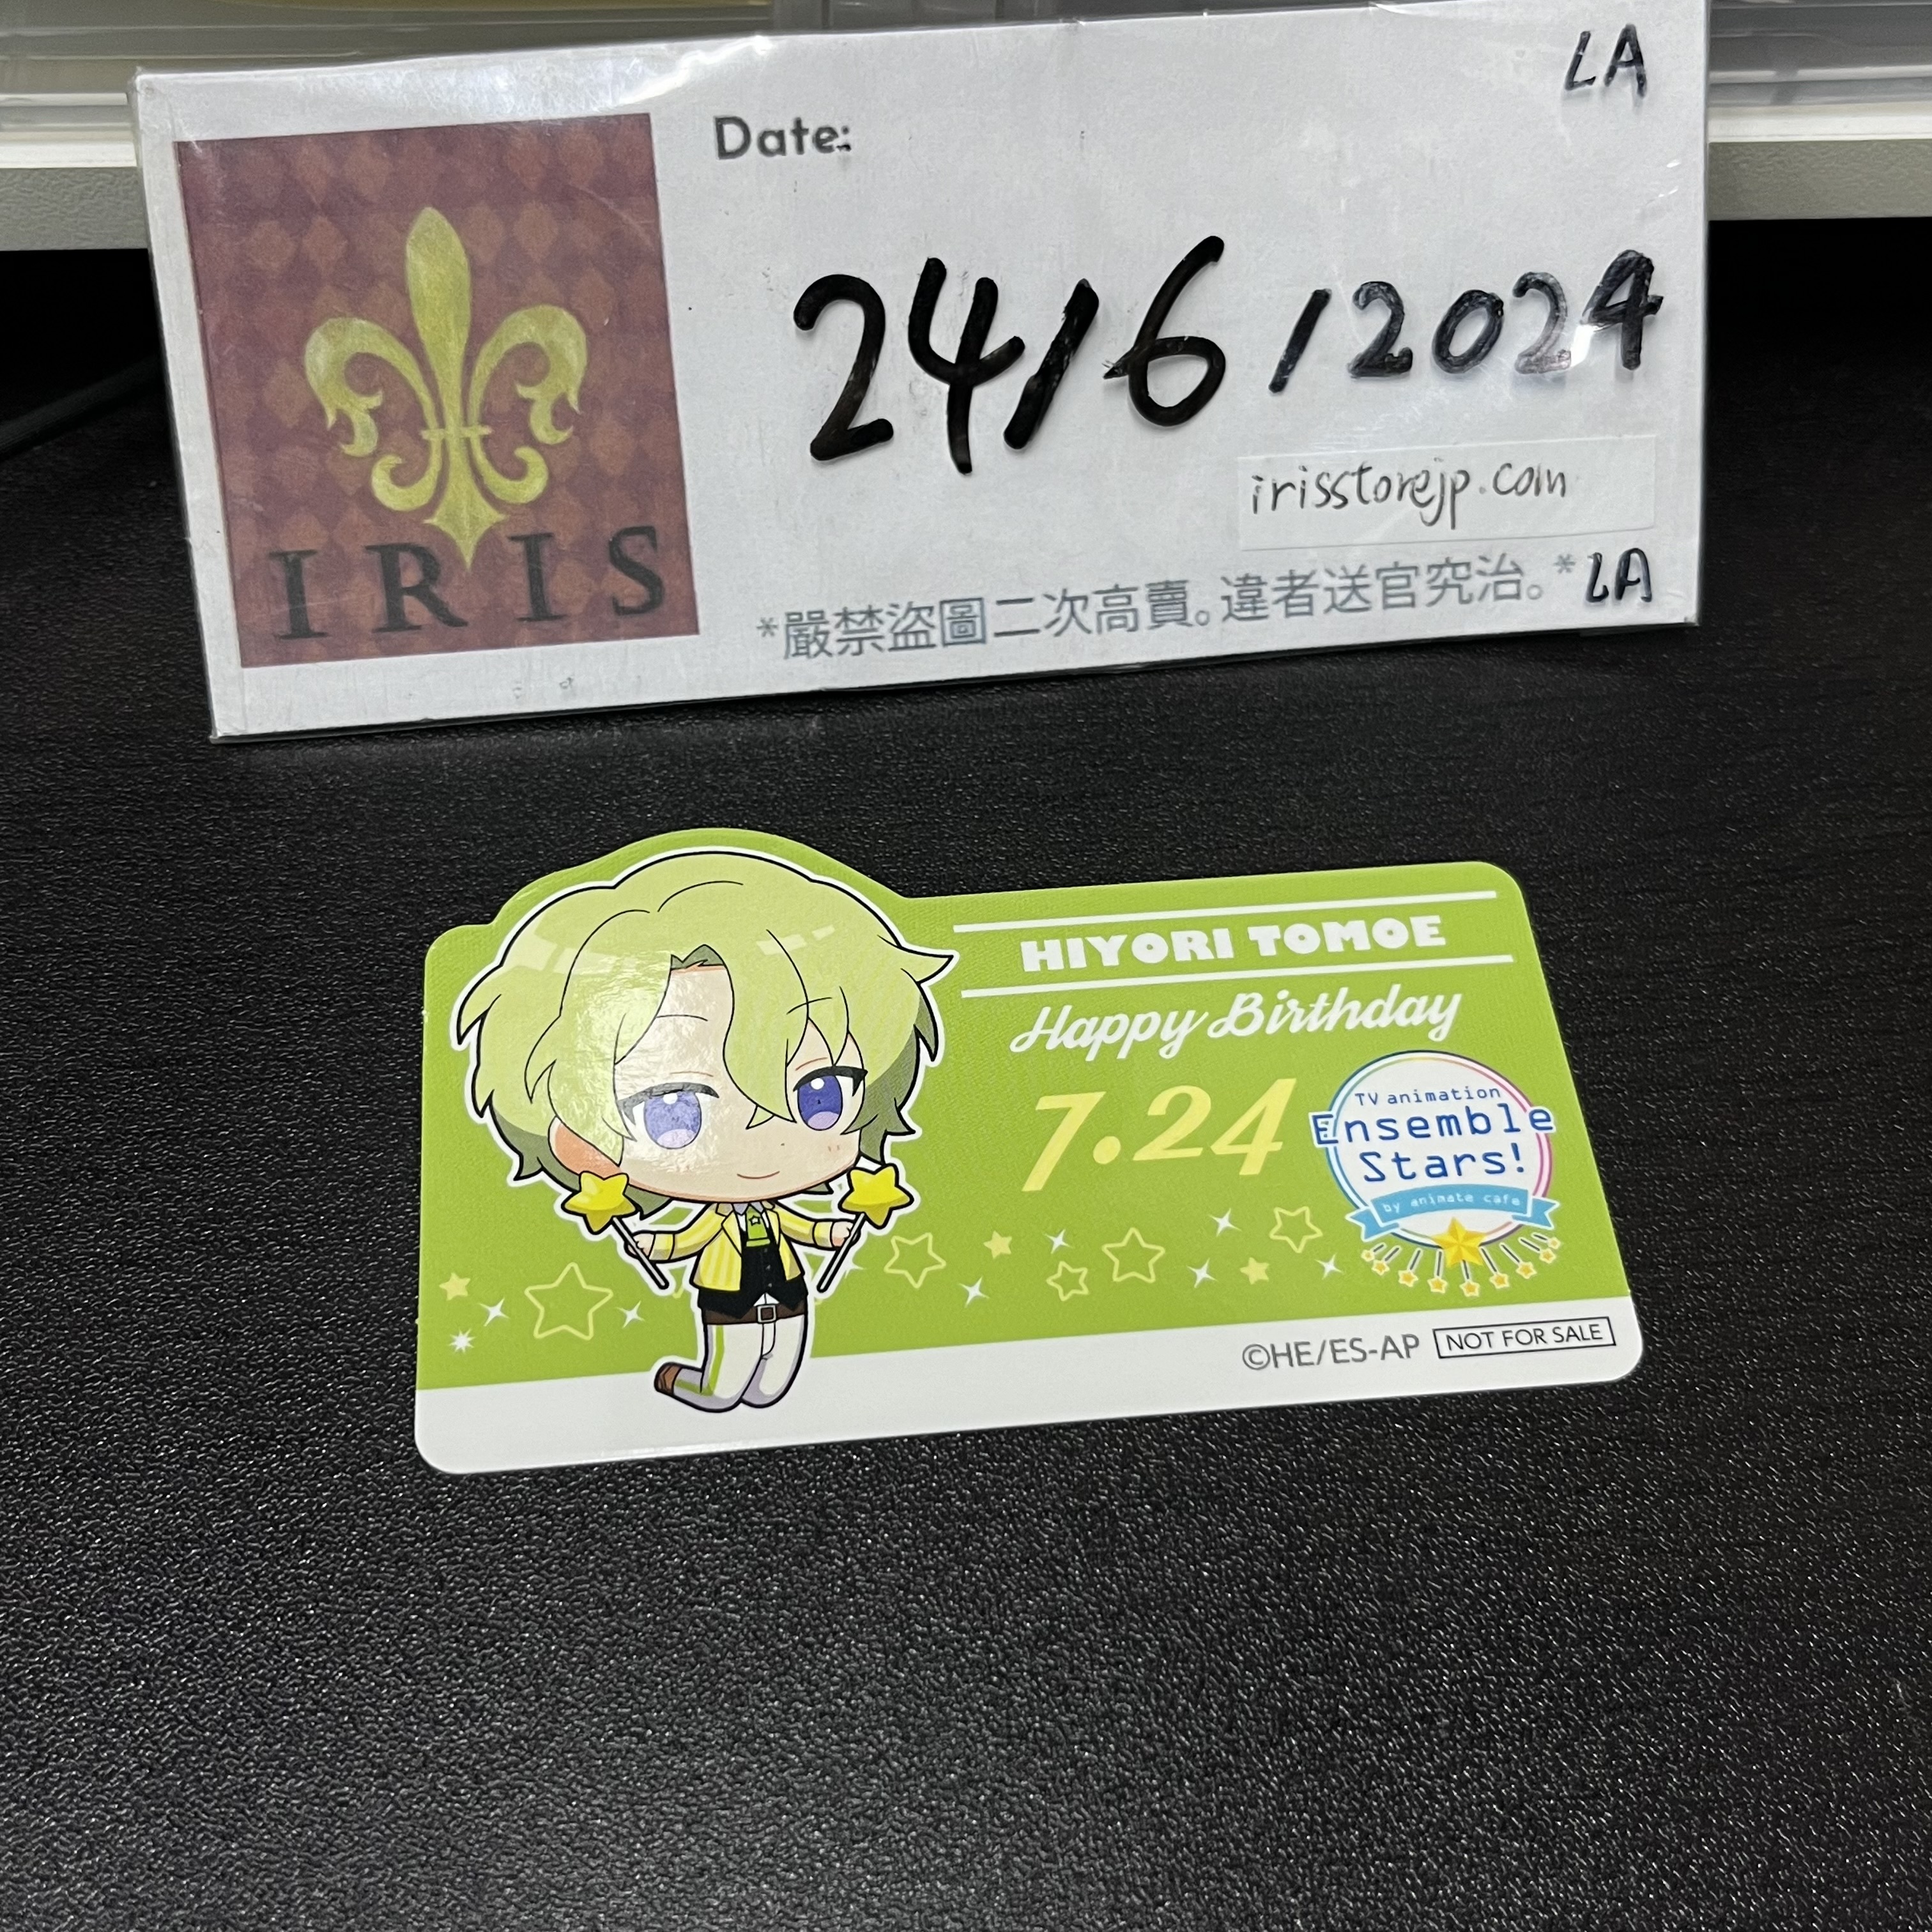 LA
Date:
24/6/2024
irisstorejp.com
*嚴禁盜圖二次高賣。違者送官究治。* LA
IRIS
HIYORI TOMOE
Happy Birthday
7.24
TV animation
Ensemble
Stars!
by animate cafe
©HE/ES-AP NOT FOR SALE